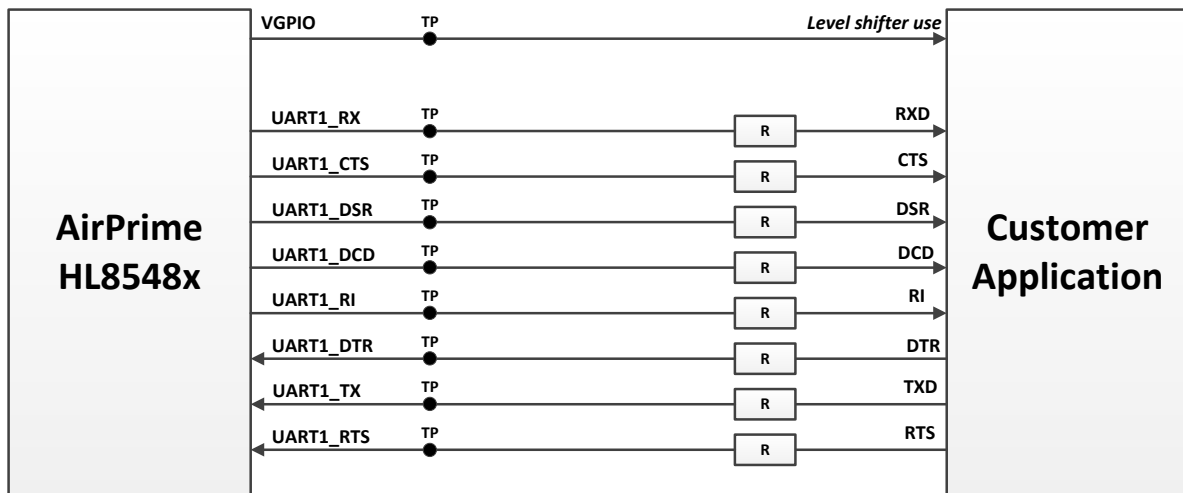 VGPIO TP Level shifter use
UART1_RX TP R RXD
UART1_CTS TP R CTS
UART1_DSR TP R DSR
UART1_DCD TP R DCD
UART1_RI TP R RI
UART1_DTR TP R DTR
UART1_TX TP R TXD
UART1_RTS TP R RTS
AirPrime
HL8548x
Customer
Application